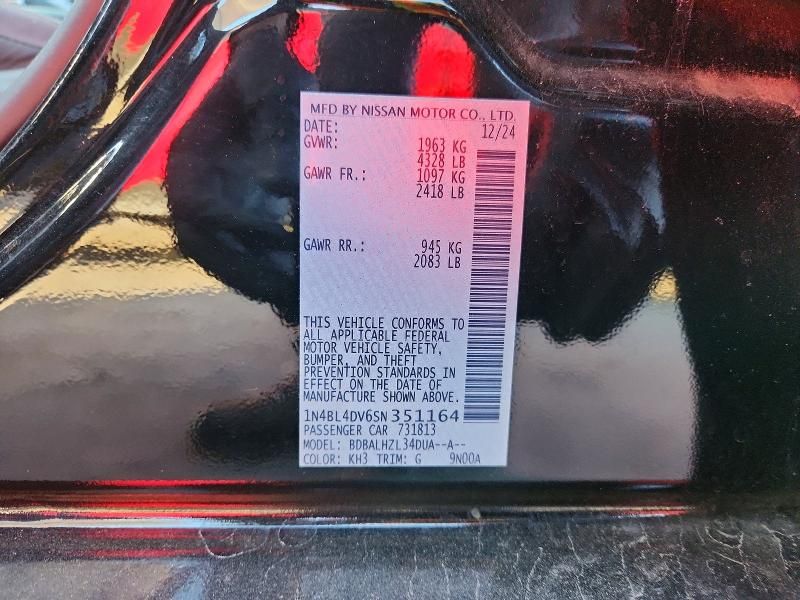 MFD BY NISSAN MOTOR CO., LTD.
DATE: 12/24
GVWR: 1963 KG
4328 LB
GAWR FR.: 1097 KG
2418 LB
GAWR RR.: 945 KG
2083 LB
THIS VEHICLE CONFORMS TO
ALL APPLICABLE FEDERAL
MOTOR VEHICLE SAFETY,
BUMPER, AND THEFT
PREVENTION STANDARDS IN
EFFECT ON THE DATE OF
MANUFACTURE SHOWN ABOVE.
1N4BL4DV6SN351164
PASSENGER CAR 731813
MODEL: BDBALHZL34DUA--A--
COLOR: KH3 TRIM: G 9N00A